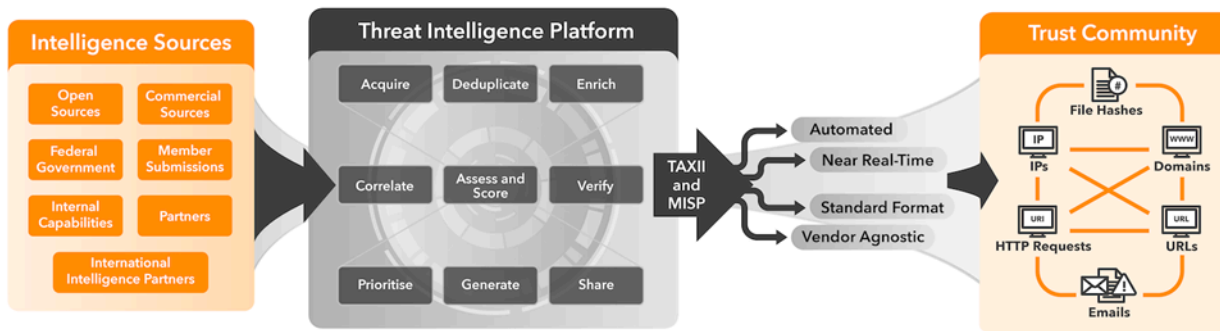 Intelligence Sources
Open
Sources
Commercial
Sources
Federal
Government
Member
Submissions
Internal
Capabilities
Partners
International
Intelligence Partners
Threat Intelligence Platform
Acquire
Deduplicate
Enrich
Correlate
Assess and
Score
Verify
Prioritise
Generate
Share
TAXII
and
MISP
Automated
Near Real-Time
Standard Format
Vendor Agnostic
Trust Community
#
File Hashes
IP
IPs
WWW
Domains
URI
HTTP Requests
URL
URLs
Emails